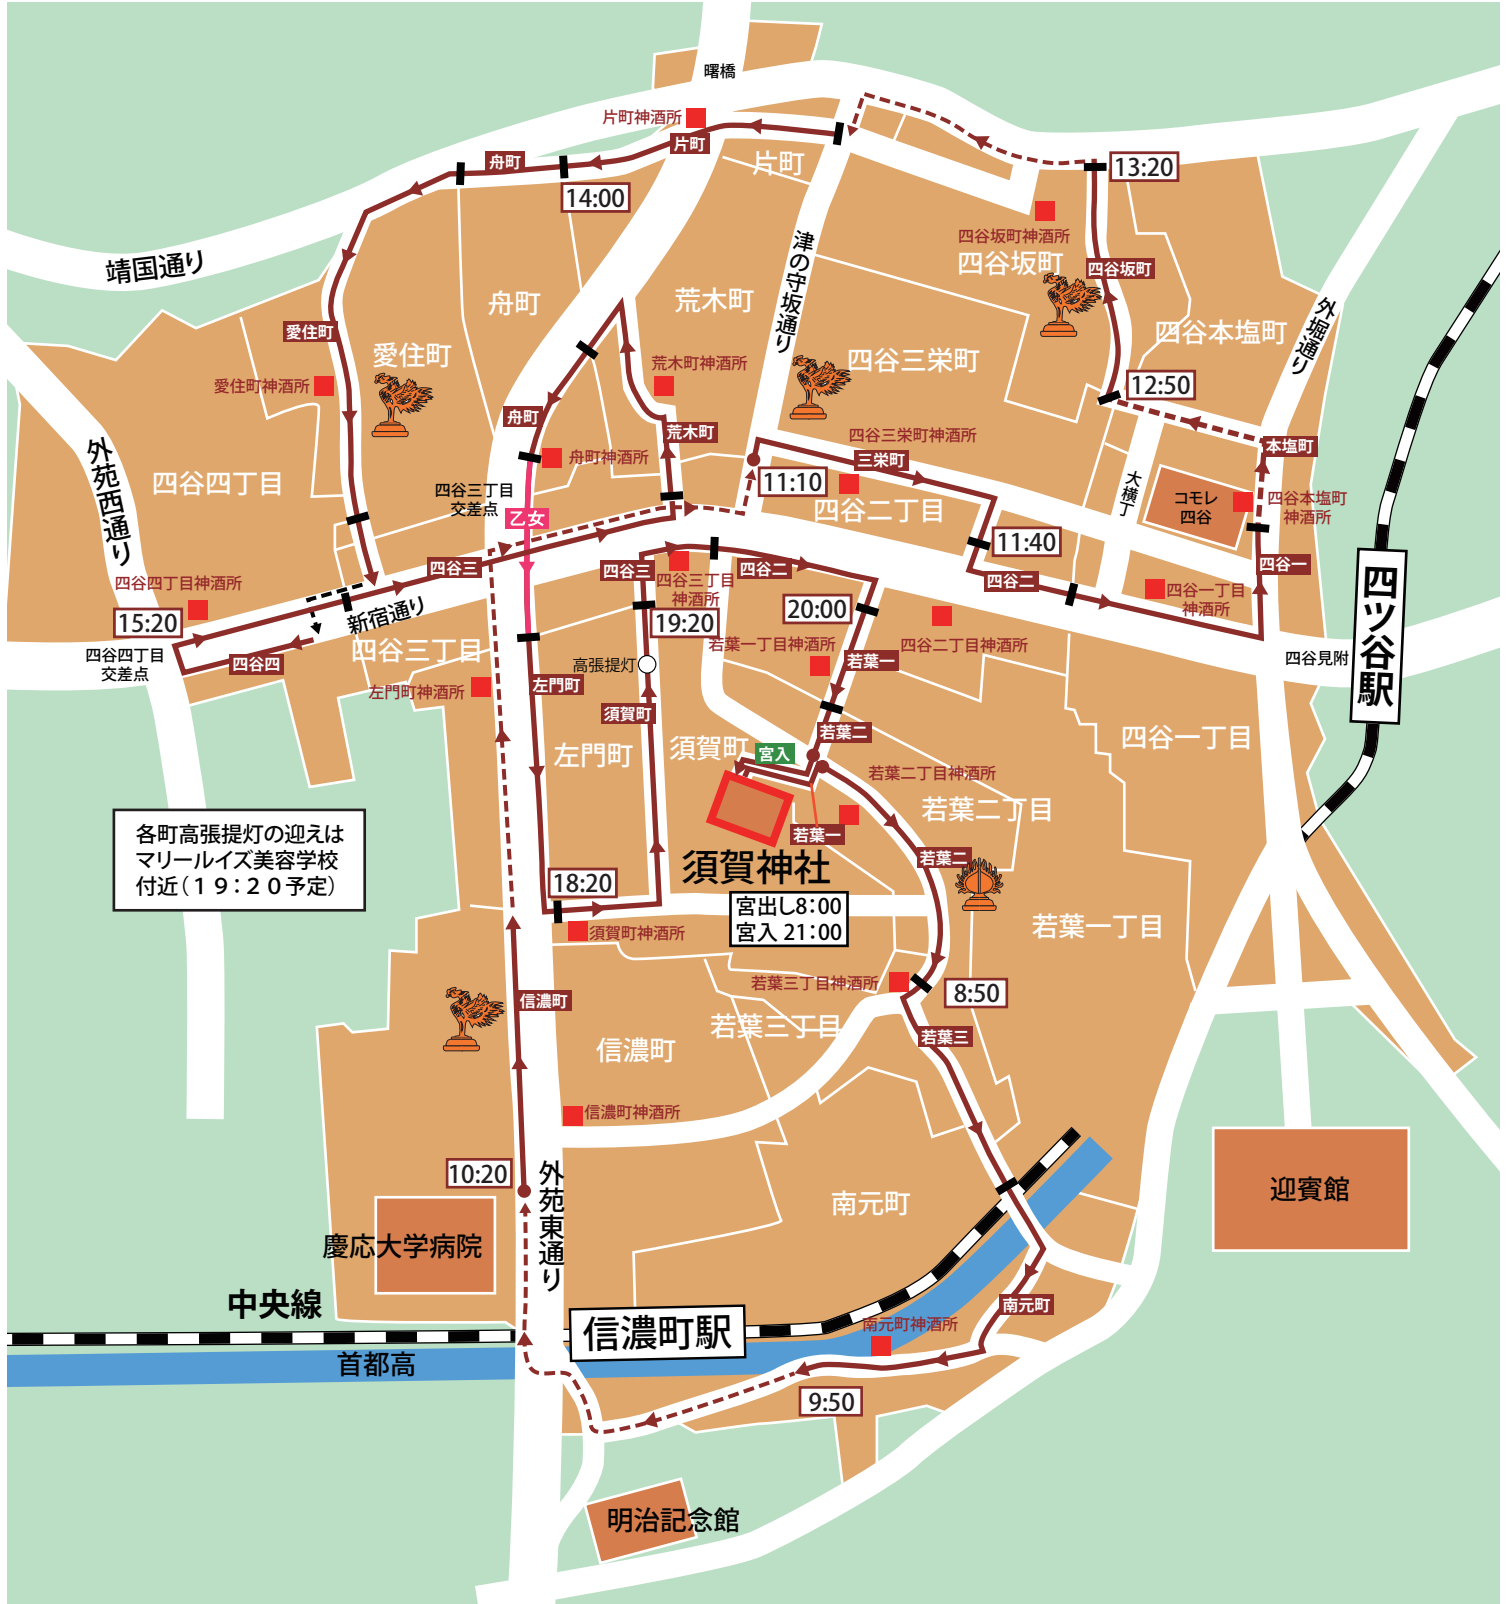 曙橋
片町神酒所
片町
舟町
片町
13:20
14:00
四谷坂町神酒所
四谷坂町
四谷坂町
津の守坂通り
靖国通り
舟町
荒木町
愛住町
愛住町
四谷三栄町
四谷本塩町
外堀通り
荒木町神酒所
愛住町神酒所
12:50
舟町
荒木町
四谷三栄町神酒所
本塩町
三栄町
舟町神酒所
外苑西通り
四谷四丁目
四谷三丁目
交差点
乙女
11:10
四谷二丁目
大横丁
コモレ
四谷
四谷本塩町
神酒所
11:40
四谷三
四谷三
四谷三丁目
神酒所
四谷二
四谷二
四谷一
四谷四丁目神酒所
四谷一丁目
神酒所
四ツ谷駅
15:20
新宿通り
19:20
20:00
四谷四丁目
交差点
四谷四
四谷三丁目
若葉一丁目神酒所
四谷二丁目神酒所
四谷見附
高張提灯
若葉一
左門町神酒所
左門町
須賀町
若葉二
左門町
須賀町
宮入
四谷一丁目
若葉二丁目神酒所
若葉二丁目
各町高張提灯の迎えは
マリールイズ美容学校
付近(19:20予定)
若葉一
須賀神社
若葉二
18:20
宮出し8:00
宮入 21:00
須賀町神酒所
若葉一丁目
若葉三丁目神酒所
8:50
信濃町
若葉三丁目
若葉三
信濃町
信濃町神酒所
10:20
外苑東通り
南元町
迎賓館
慶応大学病院
中央線
南元町
信濃町駅
南元町神酒所
首都高
9:50
明治記念館